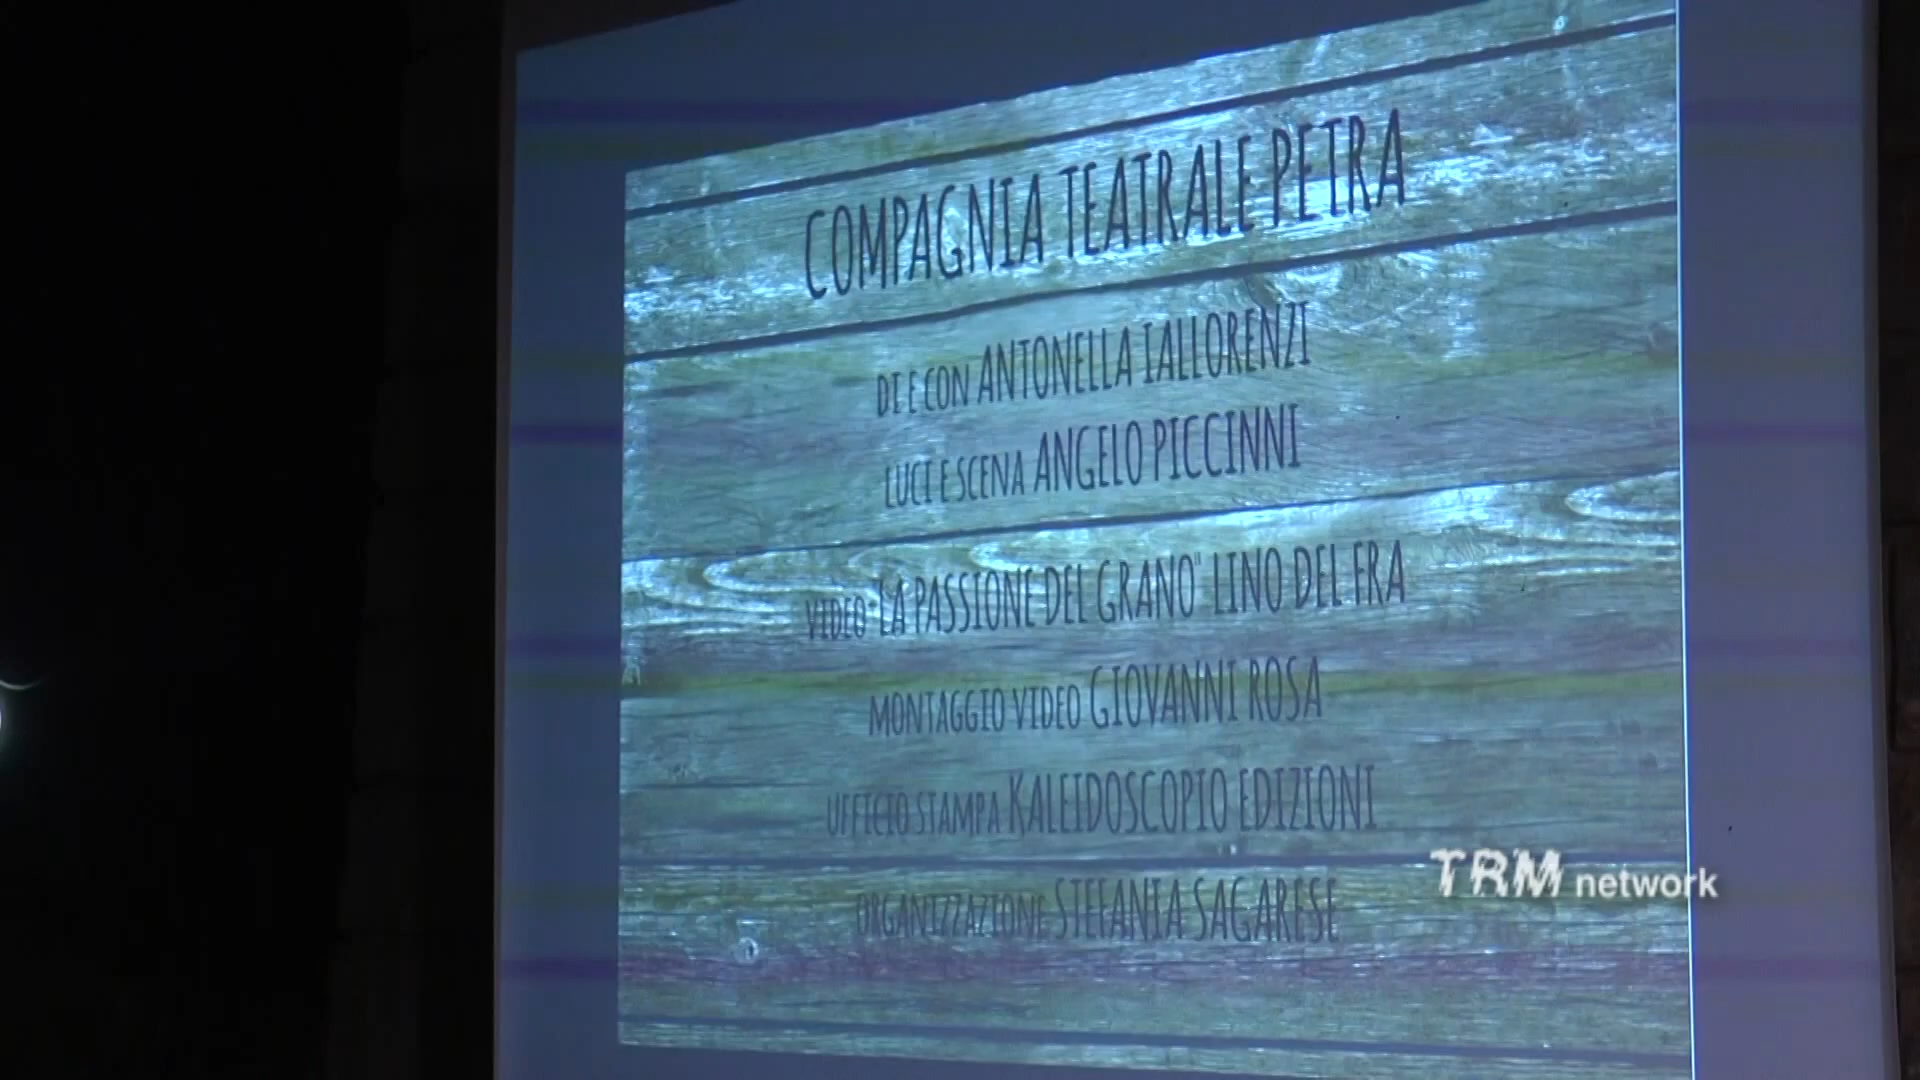 COMPAGNIA TEATRALE PETRA
DI E CON ANTONELLA IALLORENZI
LUCI E SCENA ANGELO PICCINNI
VIDEO "LA PASSIONE DEL GRANO" LINO DEL FRA
MONTAGGIO VIDEO GIOVANNI ROSA
UFFICIO STAMPA KALEIDOSCOPIO EDIZIONI
TRM network
ORGANIZZAZIONE STEFANIA SAGARESE